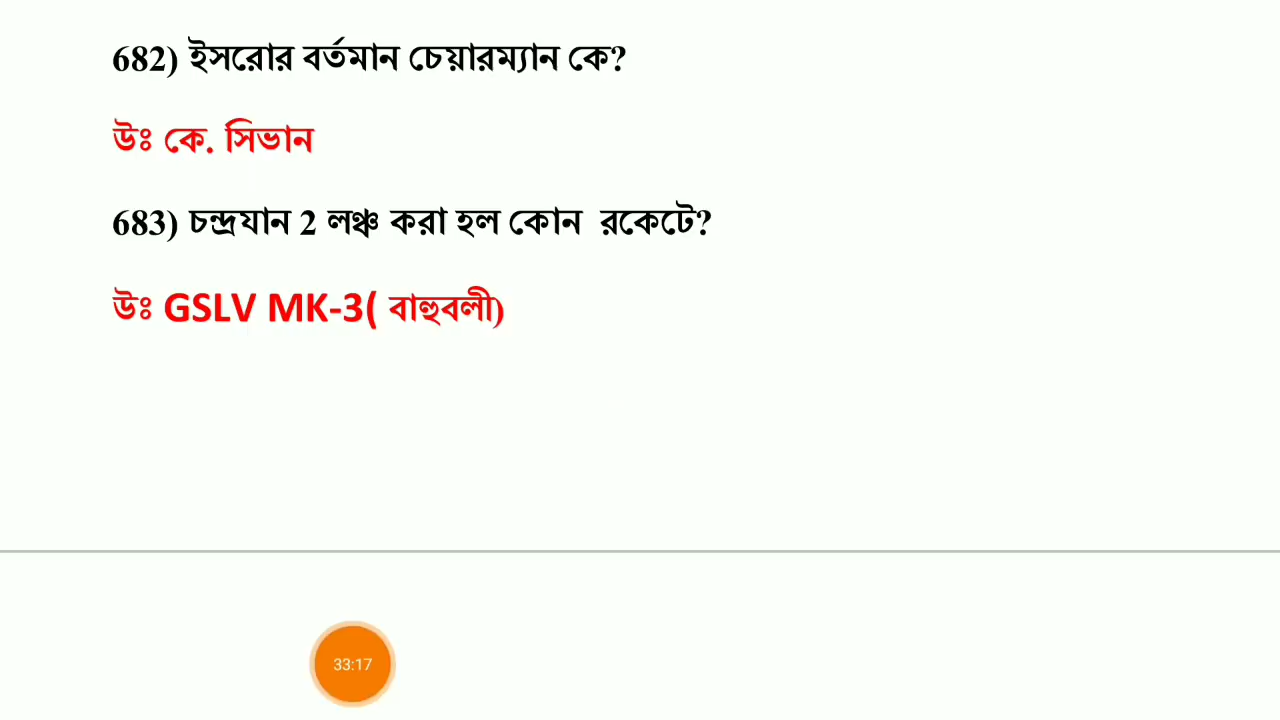 682) ইসরোর বর্তমান চেয়ারম্যান কে?
উঃ কে. সিভান
683) চন্দ্রযান 2 লঞ্চ করা হল কোন রকেটে?
উঃ GSLV MK-3( বাহুবলী)
33:17